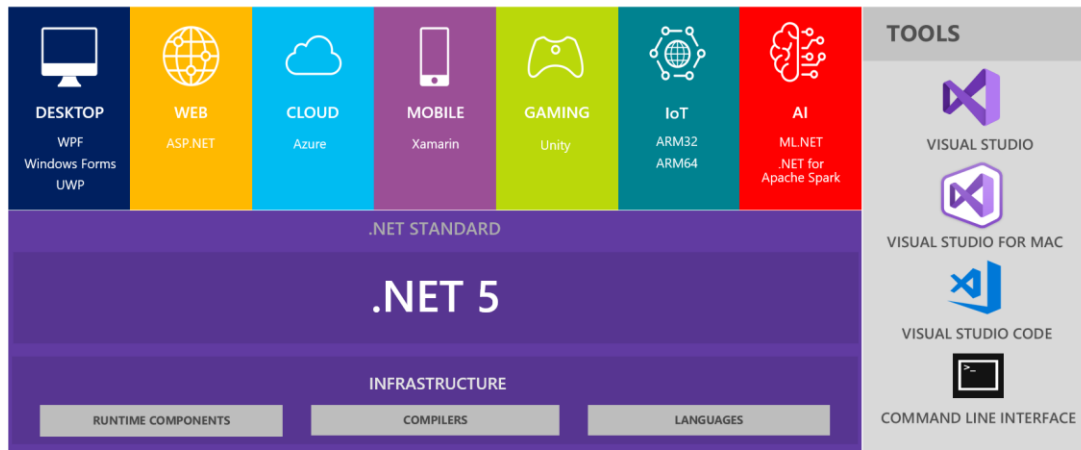 DESKTOP
WPF
Windows Forms
UWP
WEB
ASP.NET
CLOUD
Azure
MOBILE
Xamarin
GAMING
Unity
IoT
ARM32
ARM64
AI
ML.NET
.NET for
Apache Spark
.NET STANDARD
.NET 5
INFRASTRUCTURE
RUNTIME COMPONENTS
COMPILERS
LANGUAGES
TOOLS
VISUAL STUDIO
VISUAL STUDIO FOR MAC
VISUAL STUDIO CODE
>_
COMMAND LINE INTERFACE